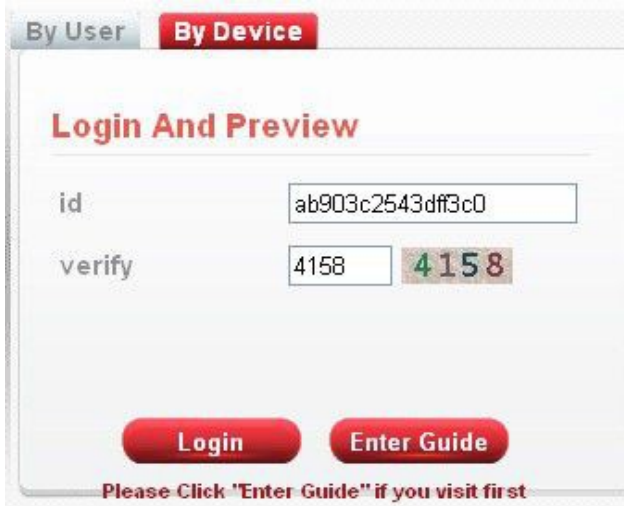 By User By Device
Login And Preview
id ab903c2543dff3c0
verify 4158 4158
Login Enter Guide
Please Click "Enter Guide" if you visit first